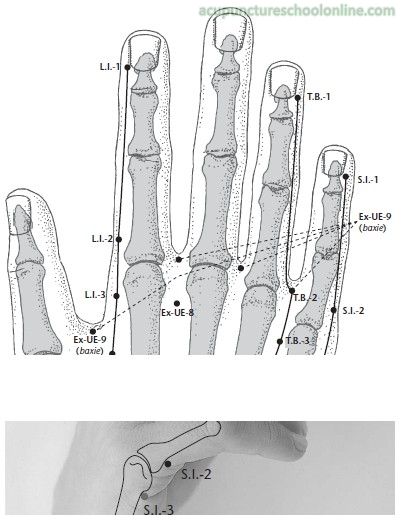 acupunctureschoolonline.com
L.I.-1
T.B.-1
S.I.-1
Ex-UE-9
(baxie)
L.I.-2
L.I.-3
T.B.-2
Ex-UE-8
S.I.-2
Ex-UE-9
(baxie)
T.B.-3
S.I.-2
S.I.-3